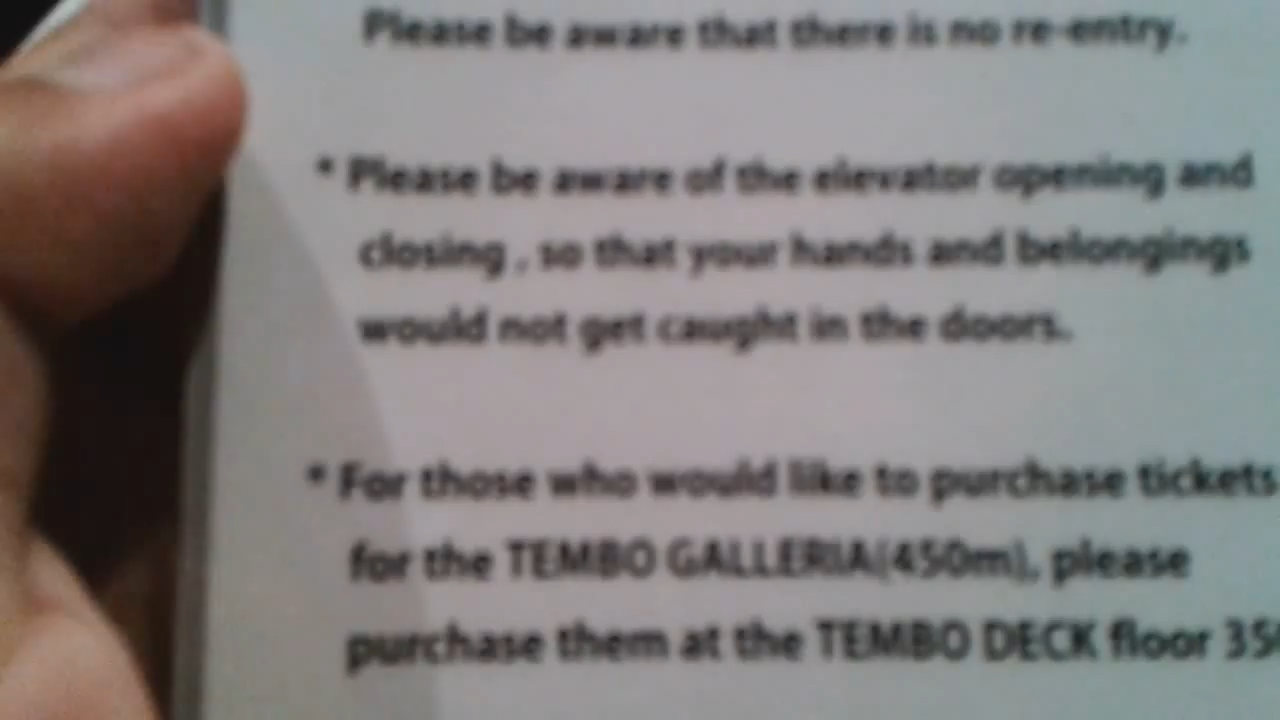 Please be aware that there is no re-entry.
* Please be aware of the elevator opening and
closing , so that your hands and belongings
would not get caught in the doors.
* For those who would like to purchase tickets
for the TEMBO GALLERIA(450m), please
purchase them at the TEMBO DECK floor